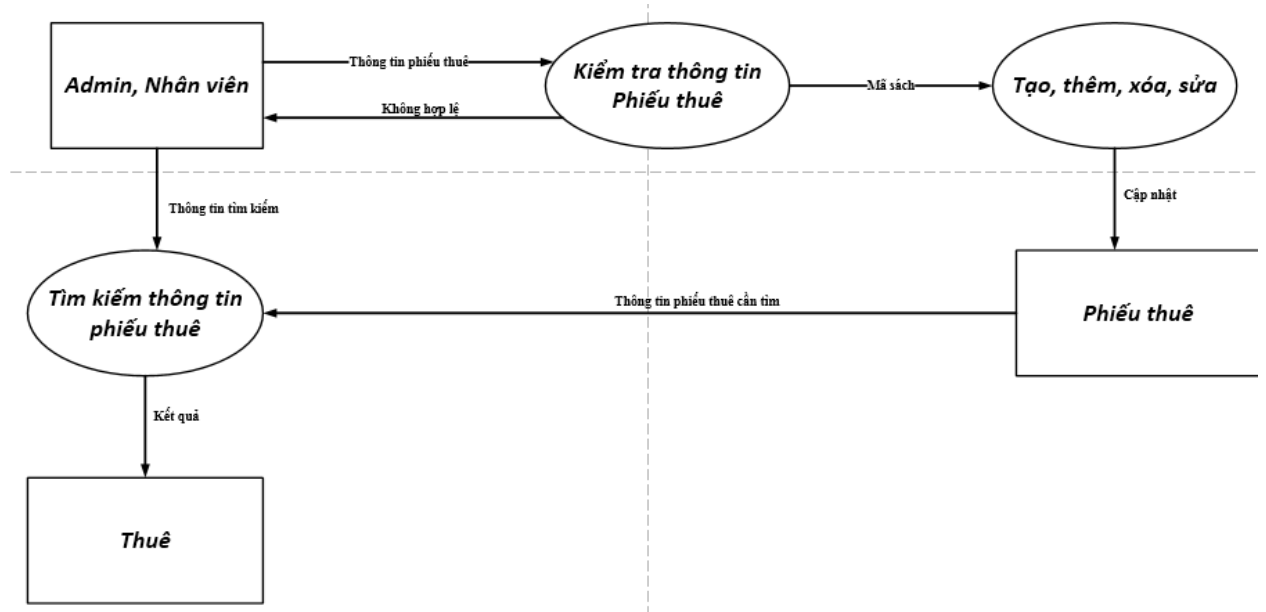 Admin, Nhân viên
Thông tin phiếu thuê
Không hợp lệ
Kiểm tra thông tin
Phiếu thuê
Mã sách
Tạo, thêm, xóa, sửa
Thông tin tìm kiếm
Cập nhật
Tìm kiếm thông tin
phiếu thuê
Thông tin phiếu thuê cần tìm
Phiếu thuê
Kết quả
Thuê